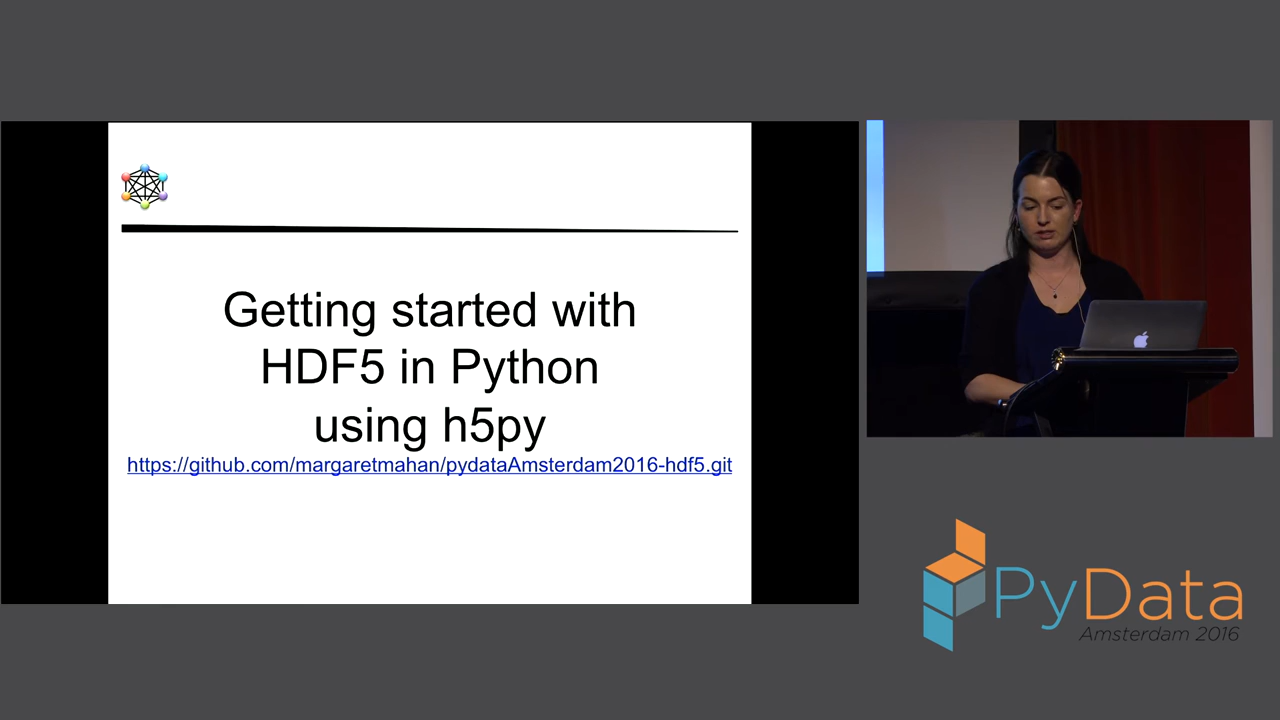 Getting started with
HDF5 in Python
using h5py
https://github.com/margaretmahan/pydataAmsterdam2016-hdf5.git
PyData
Amsterdam 2016